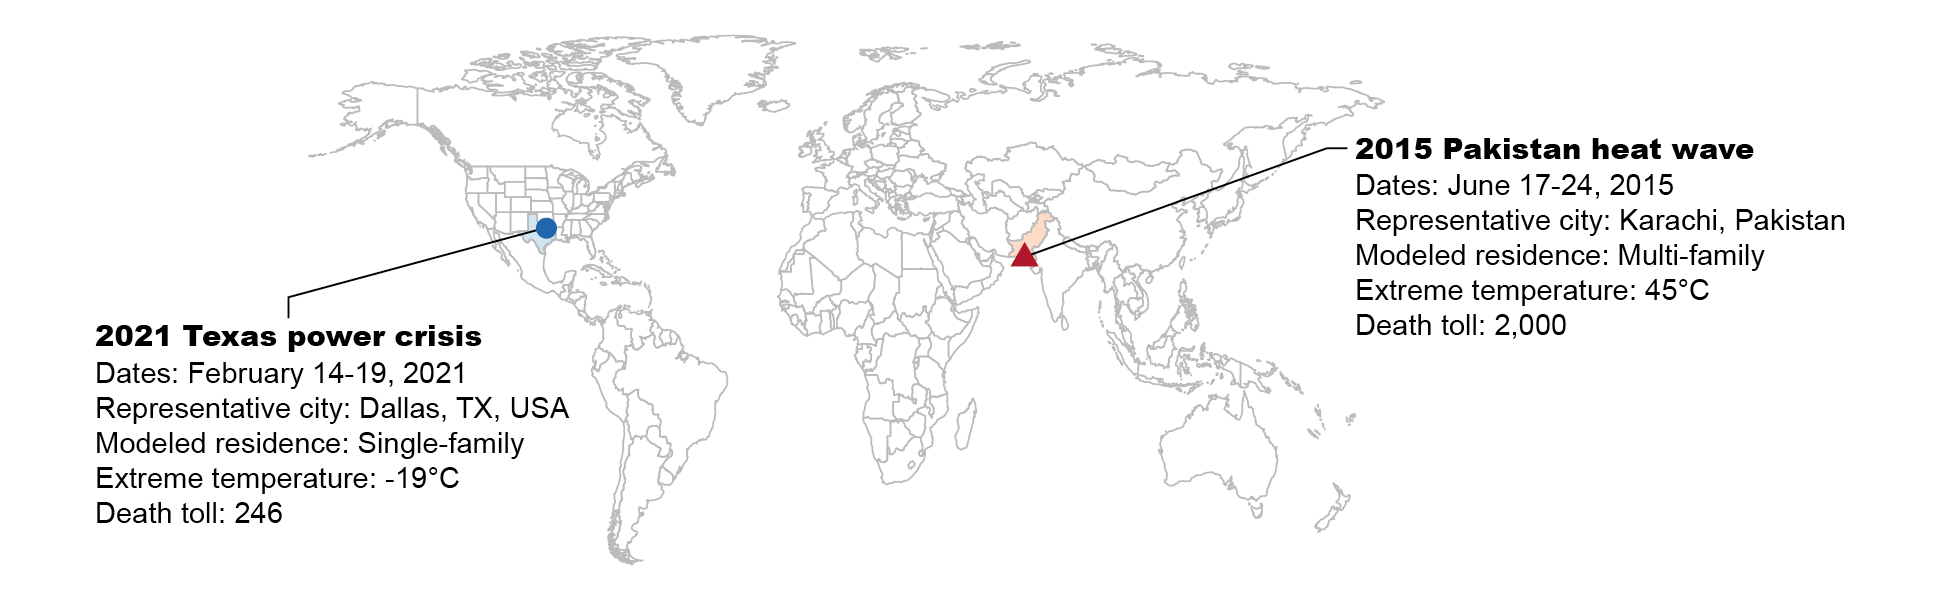 2015 Pakistan heat wave
Dates: June 17-24, 2015
Representative city: Karachi, Pakistan
Modeled residence: Multi-family
Extreme temperature: 45°C
Death toll: 2,000
2021 Texas power crisis
Dates: February 14-19, 2021
Representative city: Dallas, TX, USA
Modeled residence: Single-family
Extreme temperature: -19°C
Death toll: 246